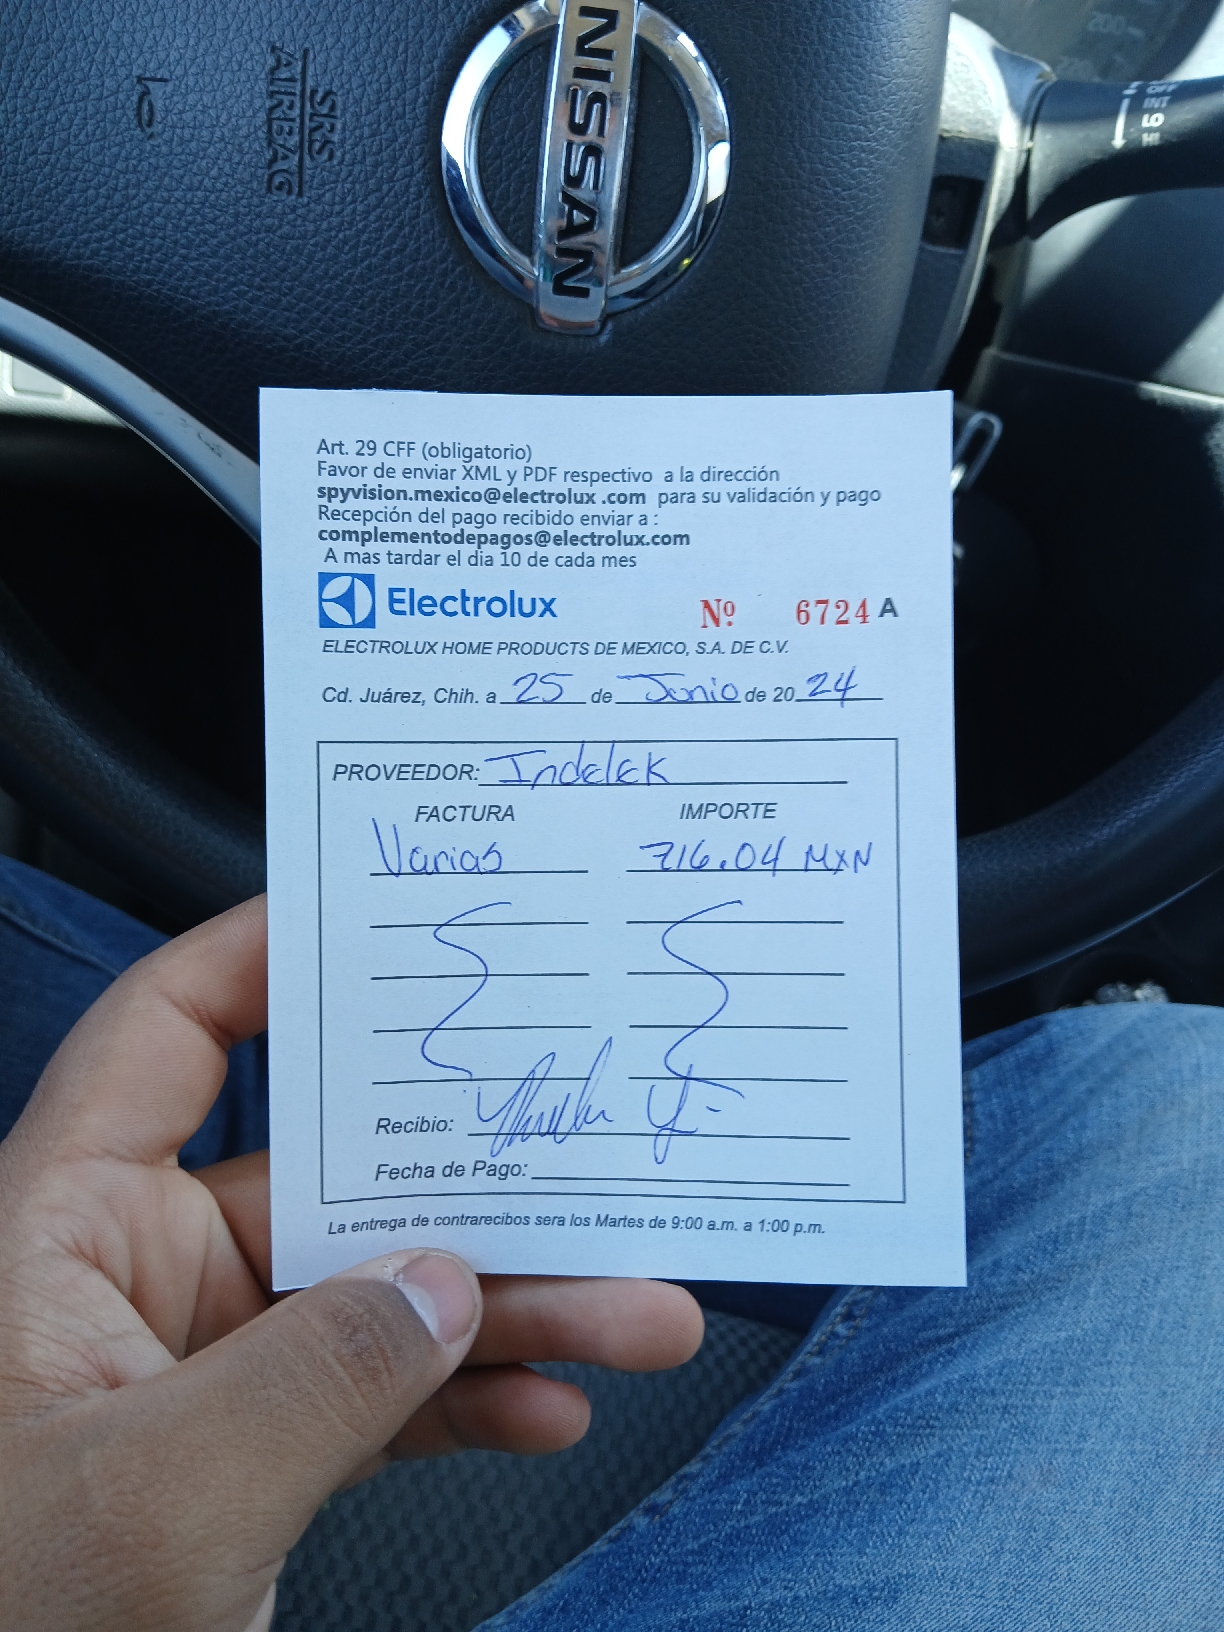 NISSAN
SRS
AIRBAG
OFF
INT
LO
HI
Art. 29 CFF (obligatorio)
Favor de enviar XML y PDF respectivo a la dirección
spyvision.mexico@electrolux .com para su validación y pago
Recepción del pago recibido enviar a :
complementodepagos@electrolux.com
A mas tardar el dia 10 de cada mes
Electrolux Nº 6724 A
ELECTROLUX HOME PRODUCTS DE MEXICO, S.A. DE C.V.
Cd. Juárez, Chih. a 25 de Junio de 20 24
PROVEEDOR: Indelek
FACTURA IMPORTE
Varias 716.04 MXN
Recibio:
Fecha de Pago:
La entrega de contrarecibos sera los Martes de 9:00 a.m. a 1:00 p.m.